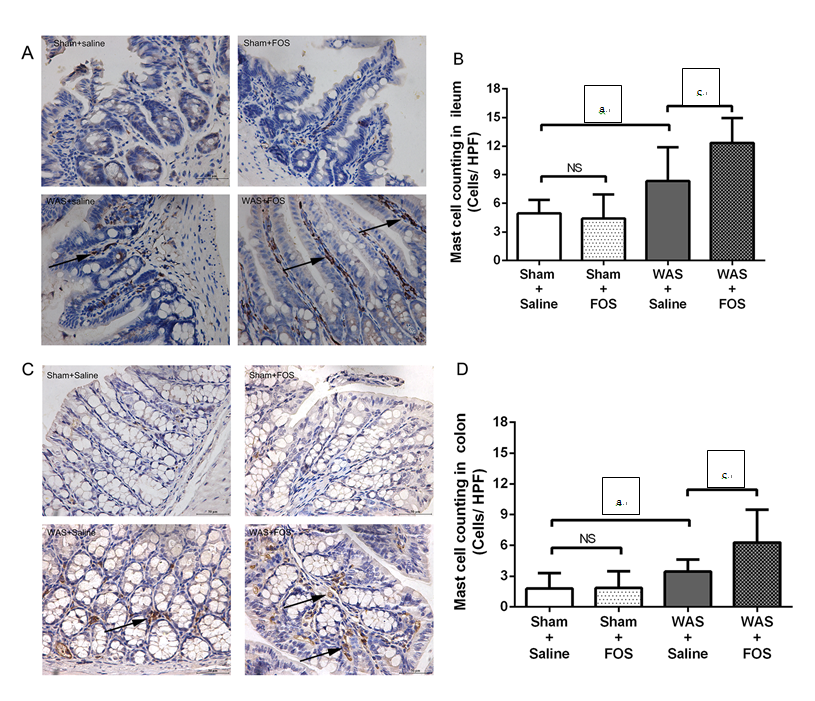 A
Sham+saline
Sham+FOS
WAS+saline
WAS+FOS
B
Mast cell counting in ileum
(Cells/ HPF)
18
15
12
9
6
3
0
NS
a
c
Sham
+
Saline
Sham
+
FOS
WAS
+
Saline
WAS
+
FOS
C
Sham+Saline
Sham+FOS
WAS+Saline
WAS+FOS
D
Mast cell counting in colon
(Cells/ HPF)
18
15
12
9
6
3
0
NS
a
c
Sham
+
Saline
Sham
+
FOS
WAS
+
Saline
WAS
+
FOS